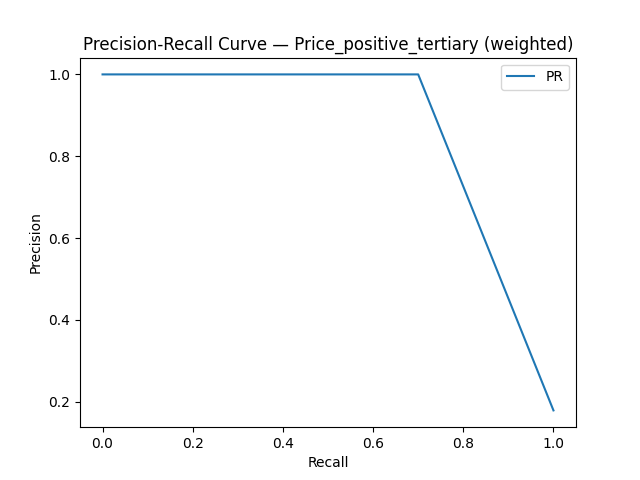 Precision-Recall Curve — Price_positive_tertiary (weighted)
PR
1.0
0.8
0.6
0.4
0.2
Precision
0.0 0.2 0.4 0.6 0.8 1.0
Recall